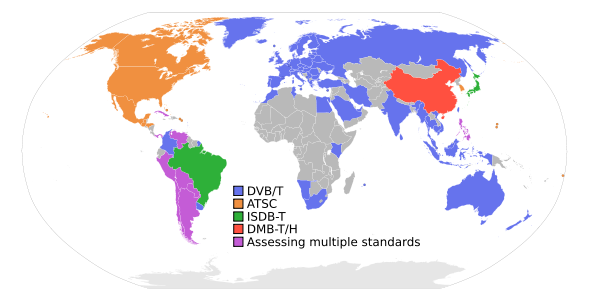 DVB/T
ATSC
ISDB-T
DMB-T/H
Assessing multiple standards